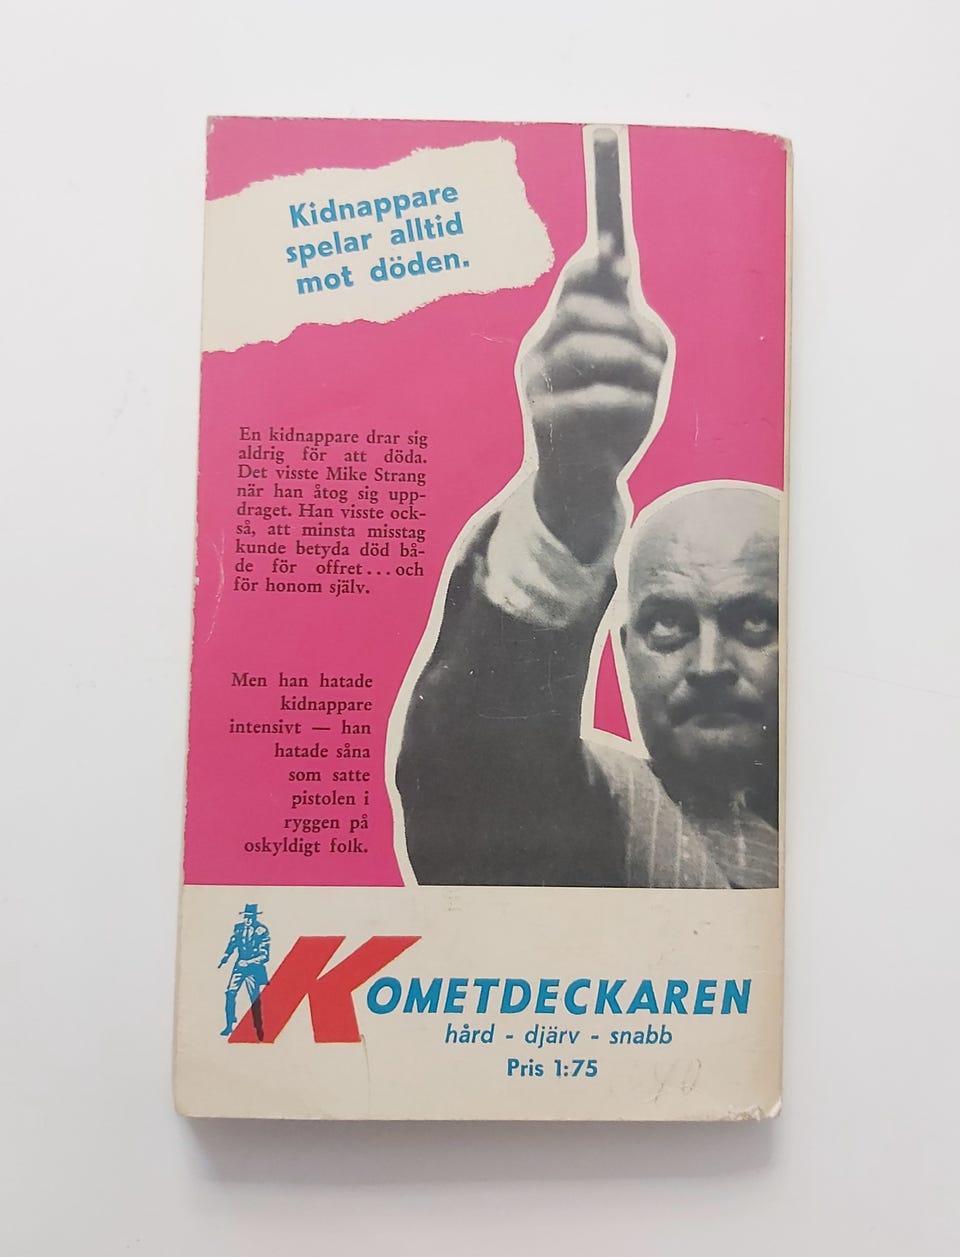 Kidnappare
spelar alltid
mot döden.
En kidnappare drar sig
aldrig för att döda.
Det visste Mike Strang
när han åtog sig upp-
draget. Han visste ock-
så, att minsta misstag
kunde betyda död bå-
de för offret ... och
för honom själv.
Men han hatade
kidnappare
intensivt — han
hatade såna
som satte
pistolen i
ryggen på
oskyldigt folk.
KOMETDECKAREN
hård - djärv - snabb
Pris 1:75